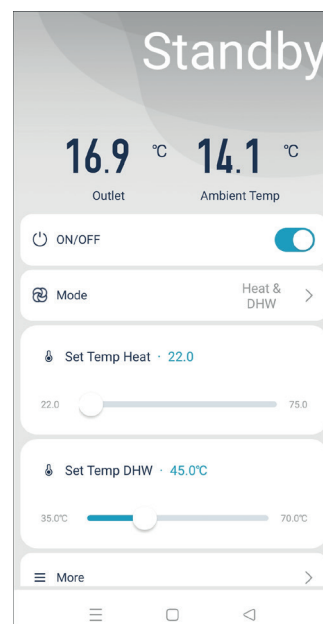 Standby
16.9 ℃ 14.1 ℃
Outlet Ambient Temp
ON/OFF
Mode Heat &
DHW
Set Temp Heat · 22.0
22.0 75.0
Set Temp DHW · 45.0℃
35.0℃ 70.0℃
More